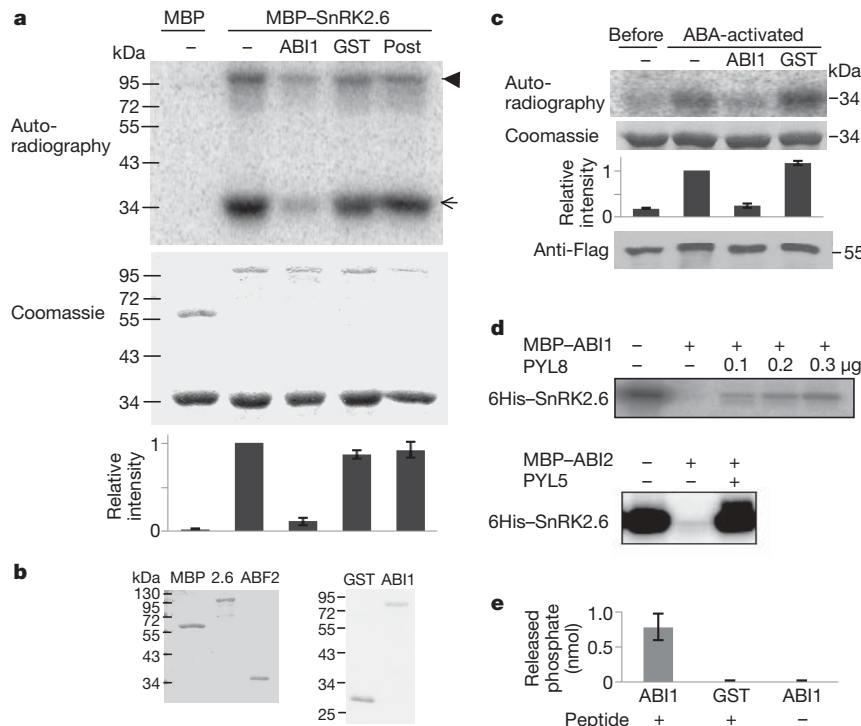 a
MBP MBP–SnRK2.6
– – ABI1 GST Post
kDa
95
72
55
Auto-
radiography
43
34
95
72
Coomassie
55
43
34
1
Relative
intensity
0
b
kDa MBP 2.6 ABF2
130
95
72
55
43
34
GST ABI1
95
72
55
43
34
25
c
Before ABA-activated
– – ABI1 GST
kDa
Auto-
radiography
–34
Coomassie
–34
1
Relative
intensity
0
Anti-Flag
–55
d
MBP–ABI1 – + + + +
PYL8 – – 0.1 0.2 0.3 µg
6His–SnRK2.6
MBP–ABI2 – + +
PYL5 – – +
6His–SnRK2.6
e
Released
phosphate
(nmol)
1.0
0.5
0
ABI1 GST ABI1
Peptide + + –